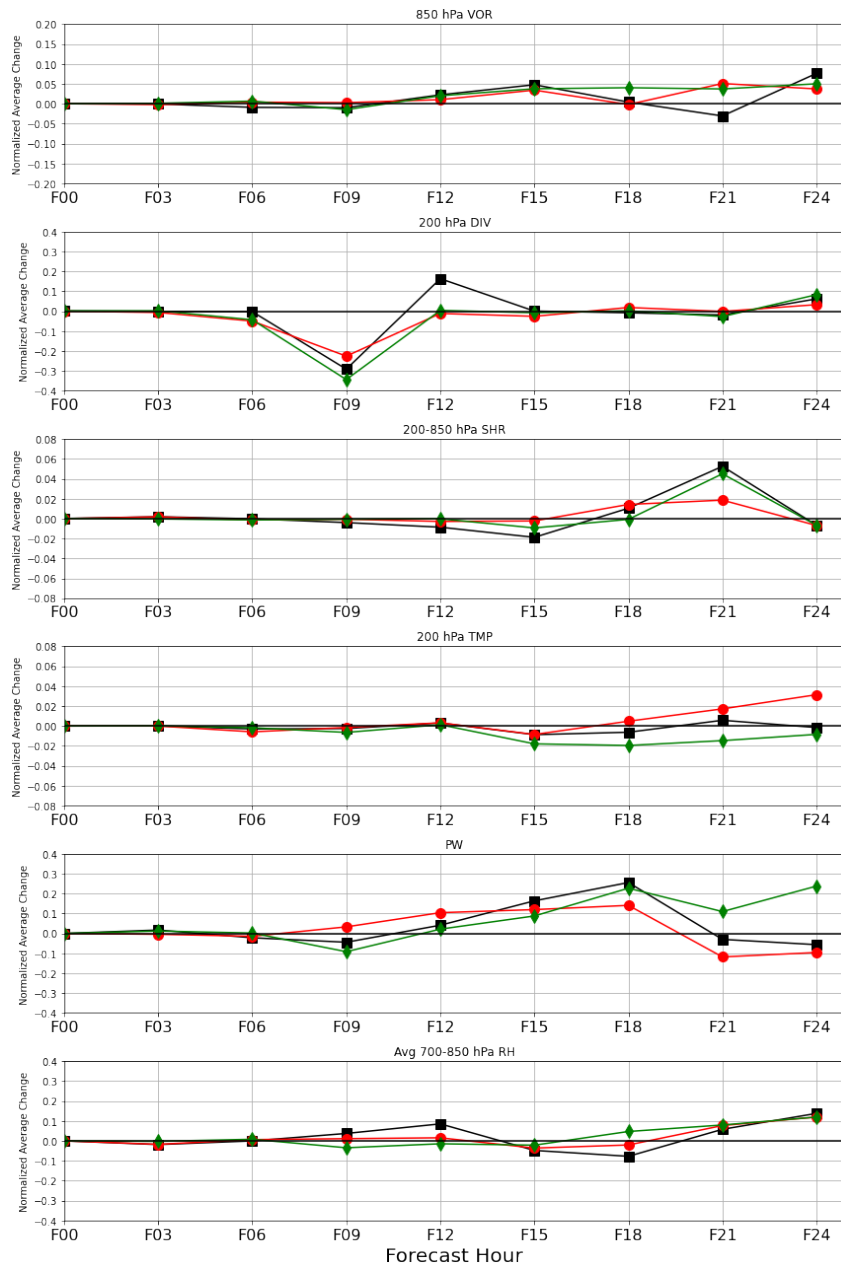 850 hPa VOR
Normalized Average Change
0.20
0.15
0.10
0.05
0.00
−0.05
−0.10
−0.15
−0.20
F00 F03 F06 F09 F12 F15 F18 F21 F24
200 hPa DIV
Normalized Average Change
0.4
0.3
0.2
0.1
0.0
−0.1
−0.2
−0.3
−0.4
F00 F03 F06 F09 F12 F15 F18 F21 F24
200-850 hPa SHR
Normalized Average Change
0.08
0.06
0.04
0.02
0.00
−0.02
−0.04
−0.06
−0.08
F00 F03 F06 F09 F12 F15 F18 F21 F24
200 hPa TMP
Normalized Average Change
0.08
0.06
0.04
0.02
0.00
−0.02
−0.04
−0.06
−0.08
F00 F03 F06 F09 F12 F15 F18 F21 F24
PW
Normalized Average Change
0.4
0.3
0.2
0.1
0.0
−0.1
−0.2
−0.3
−0.4
F00 F03 F06 F09 F12 F15 F18 F21 F24
Avg 700-850 hPa RH
Normalized Average Change
0.4
0.3
0.2
0.1
0.0
−0.1
−0.2
−0.3
−0.4
F00 F03 F06 F09 F12 F15 F18 F21 F24
Forecast Hour